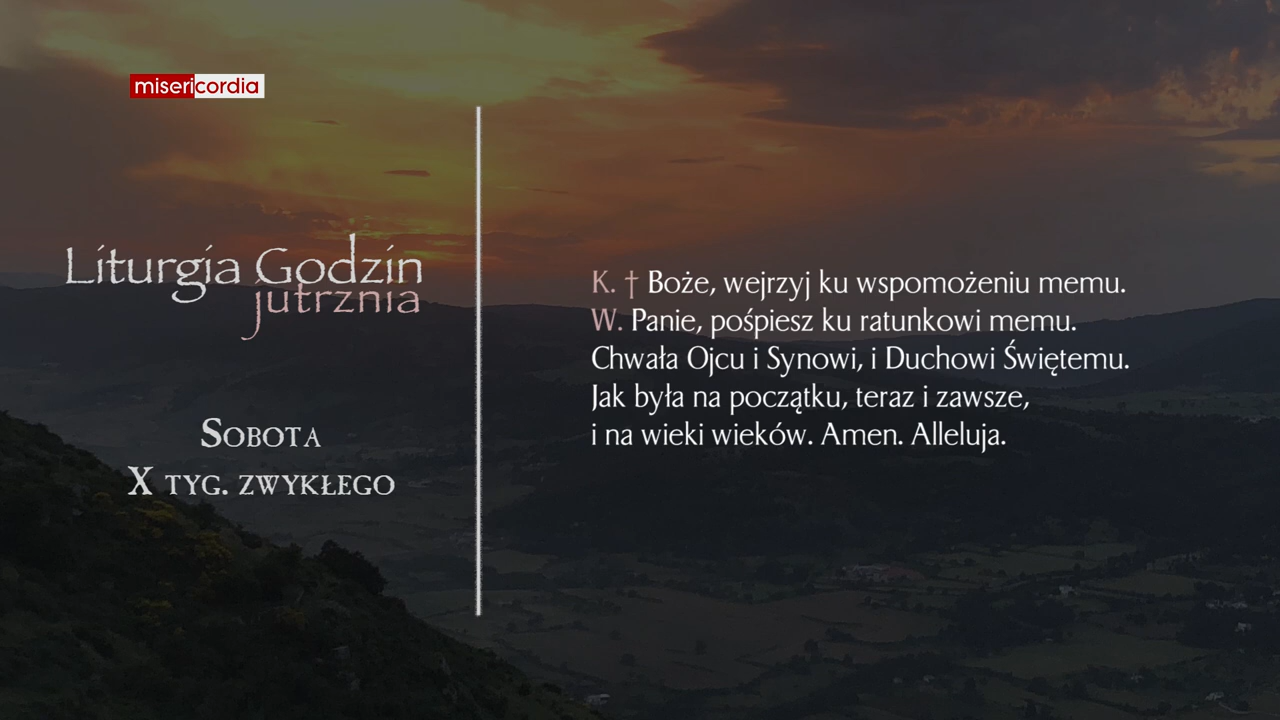 misericordia
Liturgia Godzin
jutrznia
Sobota
X tyg. zwykłego
K. † Boże, wejrzyj ku wspomożeniu memu.
W. Panie, pośpiesz ku ratunkowi memu.
Chwała Ojcu i Synowi, i Duchowi Świętemu.
Jak była na początku, teraz i zawsze,
i na wieki wieków. Amen. Alleluja.